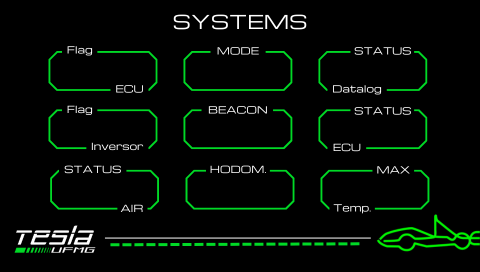 SYSTEMS
Flag
ECU
MODE
STATUS
Datalog
Flag
Inversor
BEACON
STATUS
ECU
STATUS
AIR
HODOM.
MAX
Temp.
TESLA
UFMG